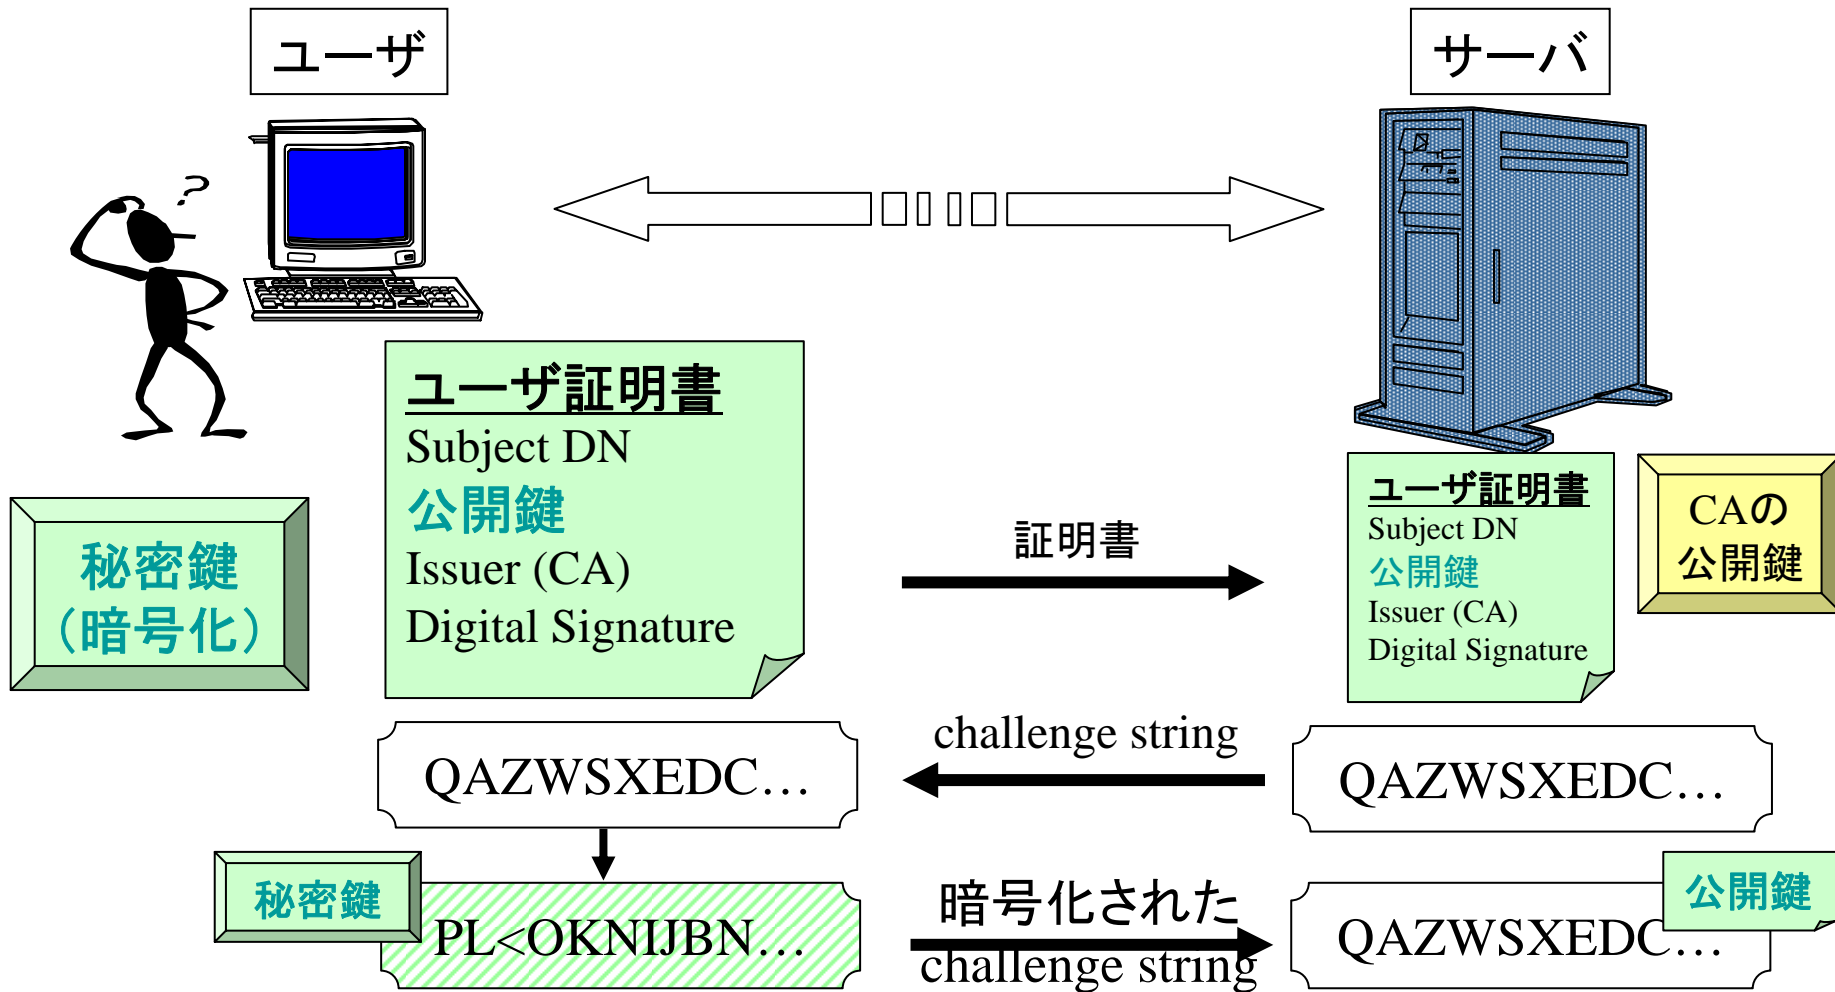 ユーザ
サーバ
?
ユーザ証明書
Subject DN
公開鍵
Issuer (CA)
Digital Signature
秘密鍵
(暗号化)
証明書
ユーザ証明書
Subject DN
公開鍵
Issuer (CA)
Digital Signature
CAの
公開鍵
challenge string
QAZWSXEDC…
QAZWSXEDC…
秘密鍵
PL<OKNIJBN…
暗号化された
challenge string
公開鍵
QAZWSXEDC…